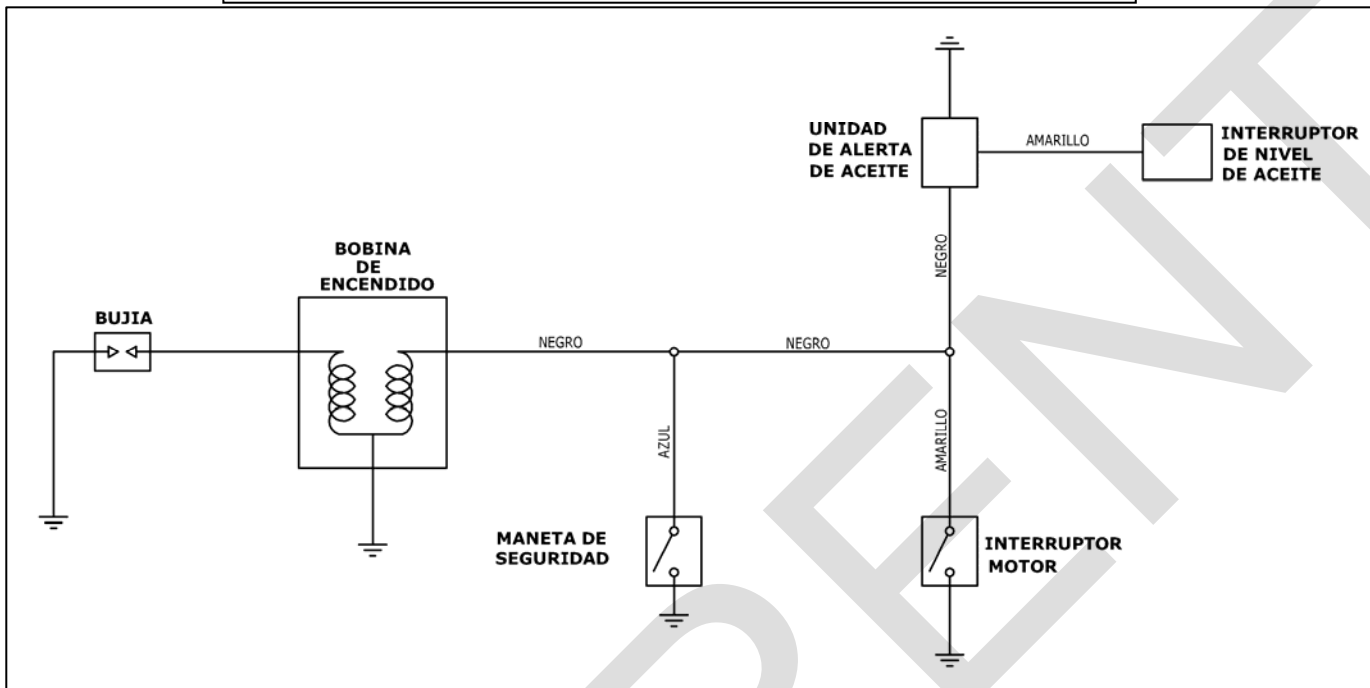 UNIDAD
DE ALERTA
DE ACEITE
AMARILLO
INTERRUPTOR
DE NIVEL
DE ACEITE
NEGRO
BOBINA
DE
ENCENDIDO
BUJIA
NEGRO
NEGRO
AZUL
AMARILLO
MANETA DE
SEGURIDAD
INTERRUPTOR
MOTOR